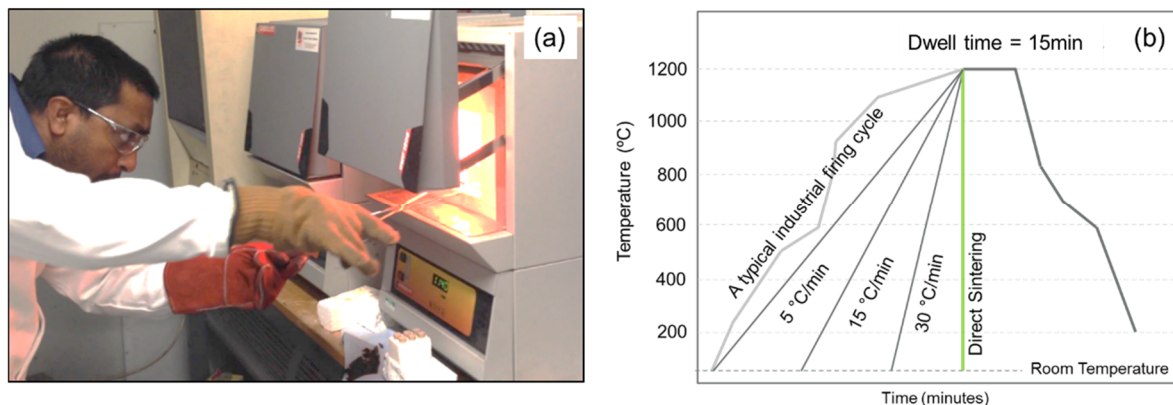 (a)
(b)
Dwell time = 15min
1200
1000
800
600
400
200
Temperature (ºC)
A typical industrial firing cycle
5 °C/min
15 °C/min
30 °C/min
Direct Sintering
Room Temperature
Time (minutes)